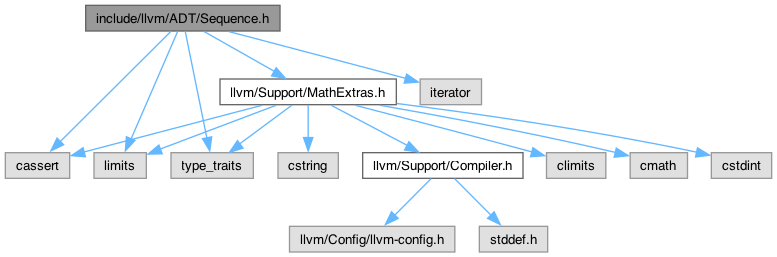 include/llvm/ADT/Sequence.h
llvm/Support/MathExtras.h
iterator
cassert
limits
type_traits
cstring
llvm/Support/Compiler.h
climits
cmath
cstdint
llvm/Config/llvm-config.h
stddef.h